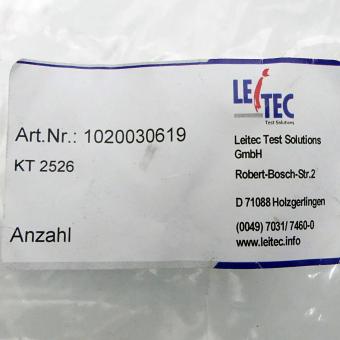 LEiTEC
Test Solutions
Art.Nr.: 1020030619
KT 2526
Anzahl
Leitec Test Solutions
GmbH
Robert-Bosch-Str.2
D 71088 Holzgerlingen
(0049) 7031/ 7460-0
www.leitec.info